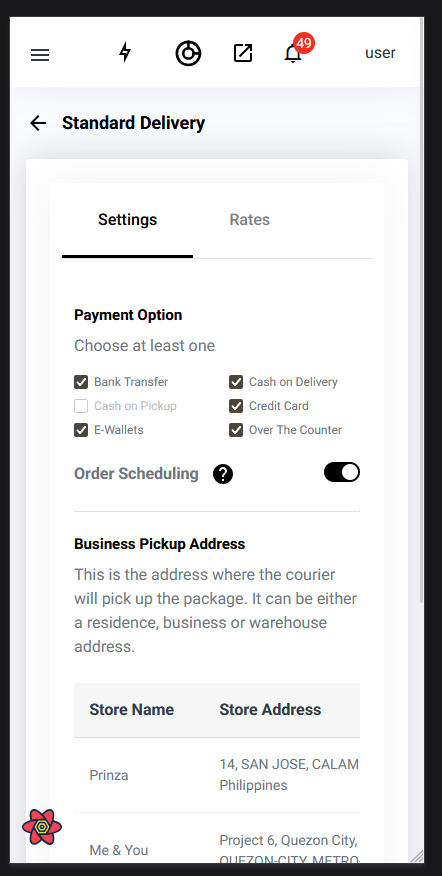 49
user
Standard Delivery
Settings Rates
Payment Option
Choose at least one
Bank Transfer Cash on Delivery
Cash on Pickup Credit Card
E-Wallets Over The Counter
Order Scheduling ?
Business Pickup Address
This is the address where the courier
will pick up the package. It can be either
a residence, business or warehouse
address.
Store Name Store Address
Prinza 14, SAN JOSE, CALAM
Philippines
Me & You Project 6, Quezon City,
QUEZON-CITY, METRO-